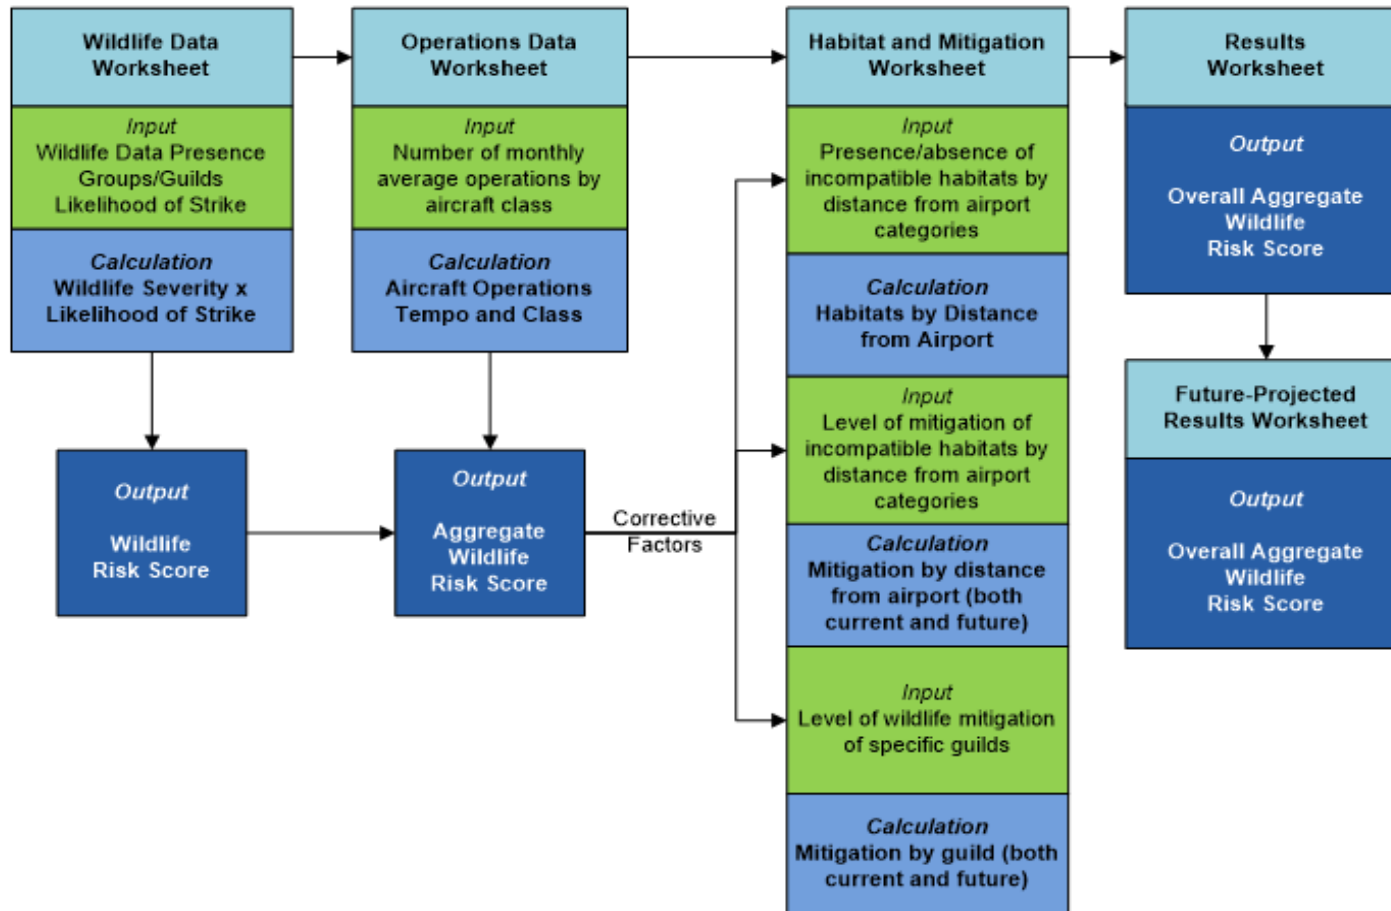 Wildlife Data
Worksheet
Input
Wildlife Data Presence
Groups/Guilds
Likelihood of Strike
Calculation
Wildlife Severity x
Likelihood of Strike
Output
Wildlife
Risk Score
Operations Data
Worksheet
Input
Number of monthly
average operations by
aircraft class
Calculation
Aircraft Operations
Tempo and Class
Output
Aggregate
Wildlife
Risk Score
Corrective
Factors
Habitat and Mitigation
Worksheet
Input
Presence/absence of
incompatible habitats by
distance from airport
categories
Calculation
Habitats by Distance
from Airport
Input
Level of mitigation of
incompatible habitats by
distance from airport
categories
Calculation
Mitigation by distance
from airport (both
current and future)
Input
Level of wildlife mitigation
of specific guilds
Calculation
Mitigation by guild (both
current and future)
Results
Worksheet
Output
Overall Aggregate
Wildlife
Risk Score
Future-Projected
Results Worksheet
Output
Overall Aggregate
Wildlife
Risk Score